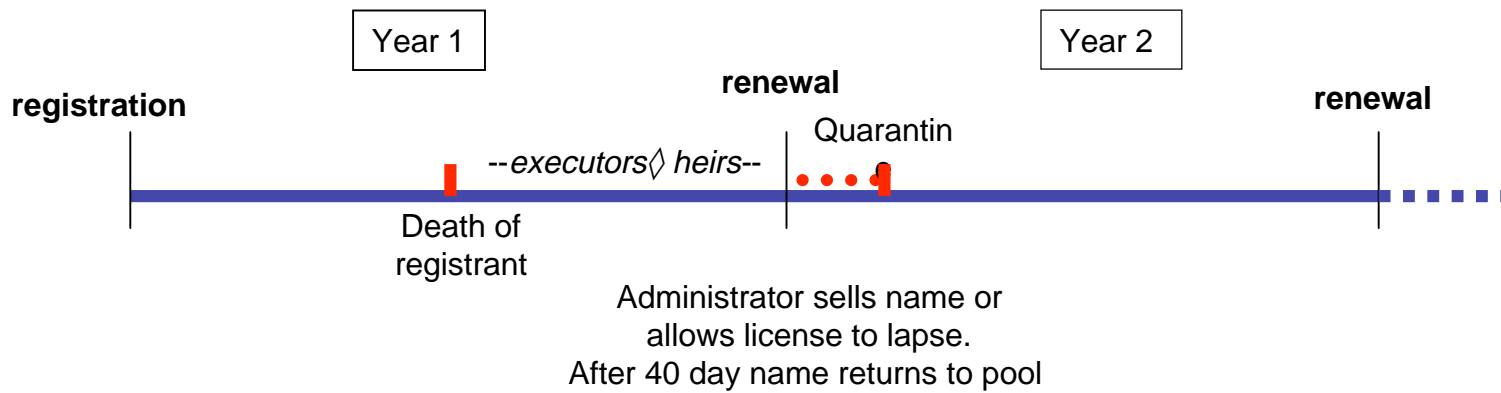 Year 1
Year 2
registration
renewal
renewal
Quarantin
e
--executors◊ heirs--
Death of
registrant
Administrator sells name or
allows license to lapse.
After 40 day name returns to pool